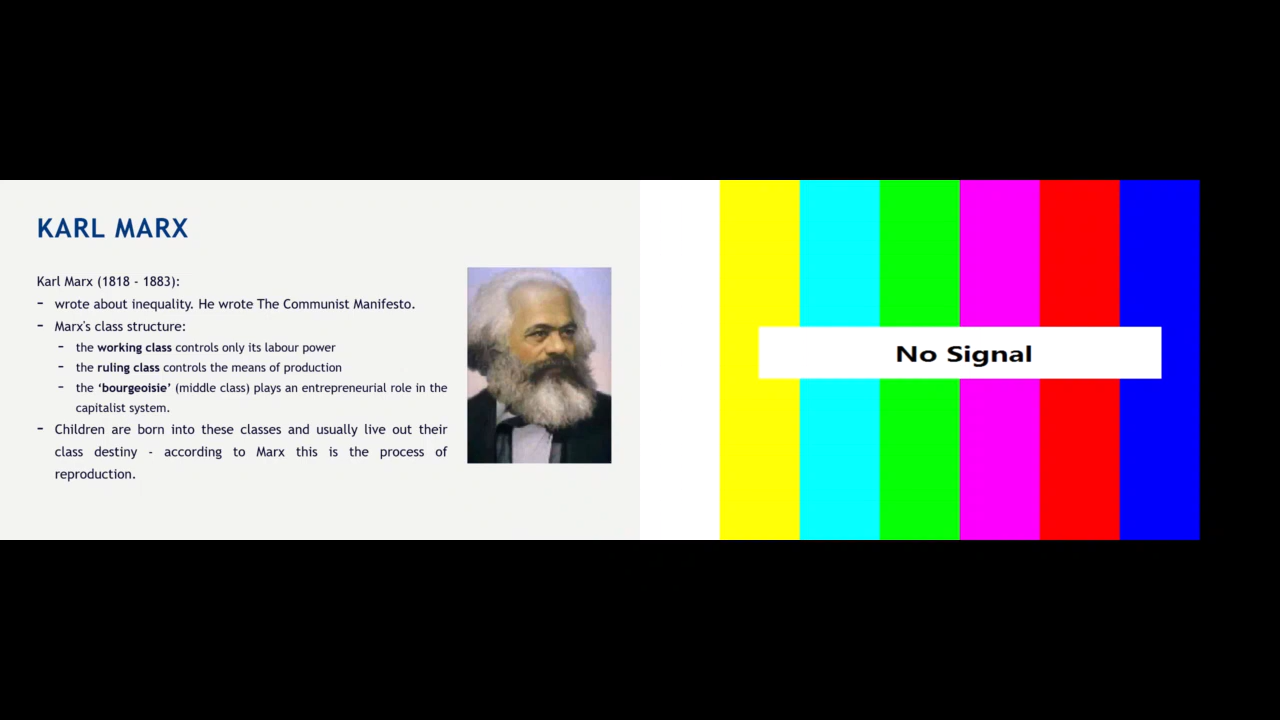 KARL MARX
Karl Marx (1818 - 1883):
- wrote about inequality. He wrote The Communist Manifesto.
- Marx's class structure:
- the working class controls only its labour power
- the ruling class controls the means of production
- the ‘bourgeoisie’ (middle class) plays an entrepreneurial role in the
capitalist system.
- Children are born into these classes and usually live out their
class destiny - according to Marx this is the process of
reproduction.
No Signal